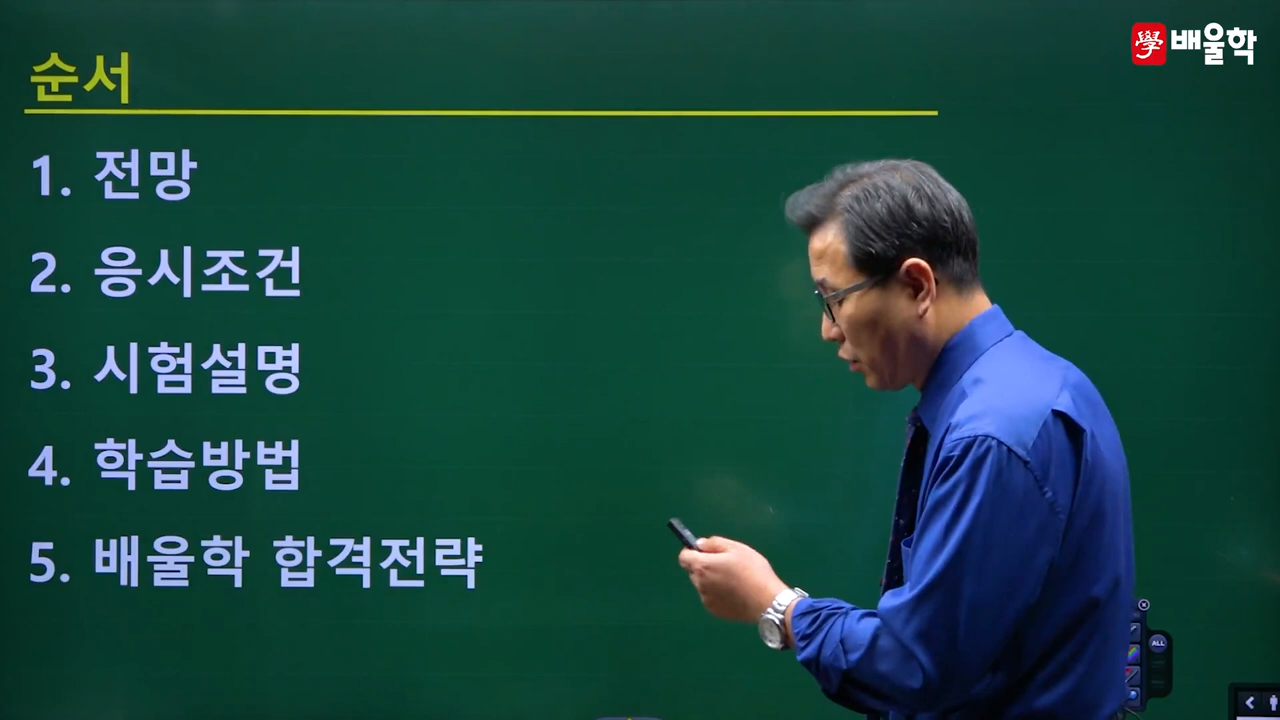 學 배울학
순서
1. 전망
2. 응시조건
3. 시험설명
4. 학습방법
5. 배울학 합격전략
ALL